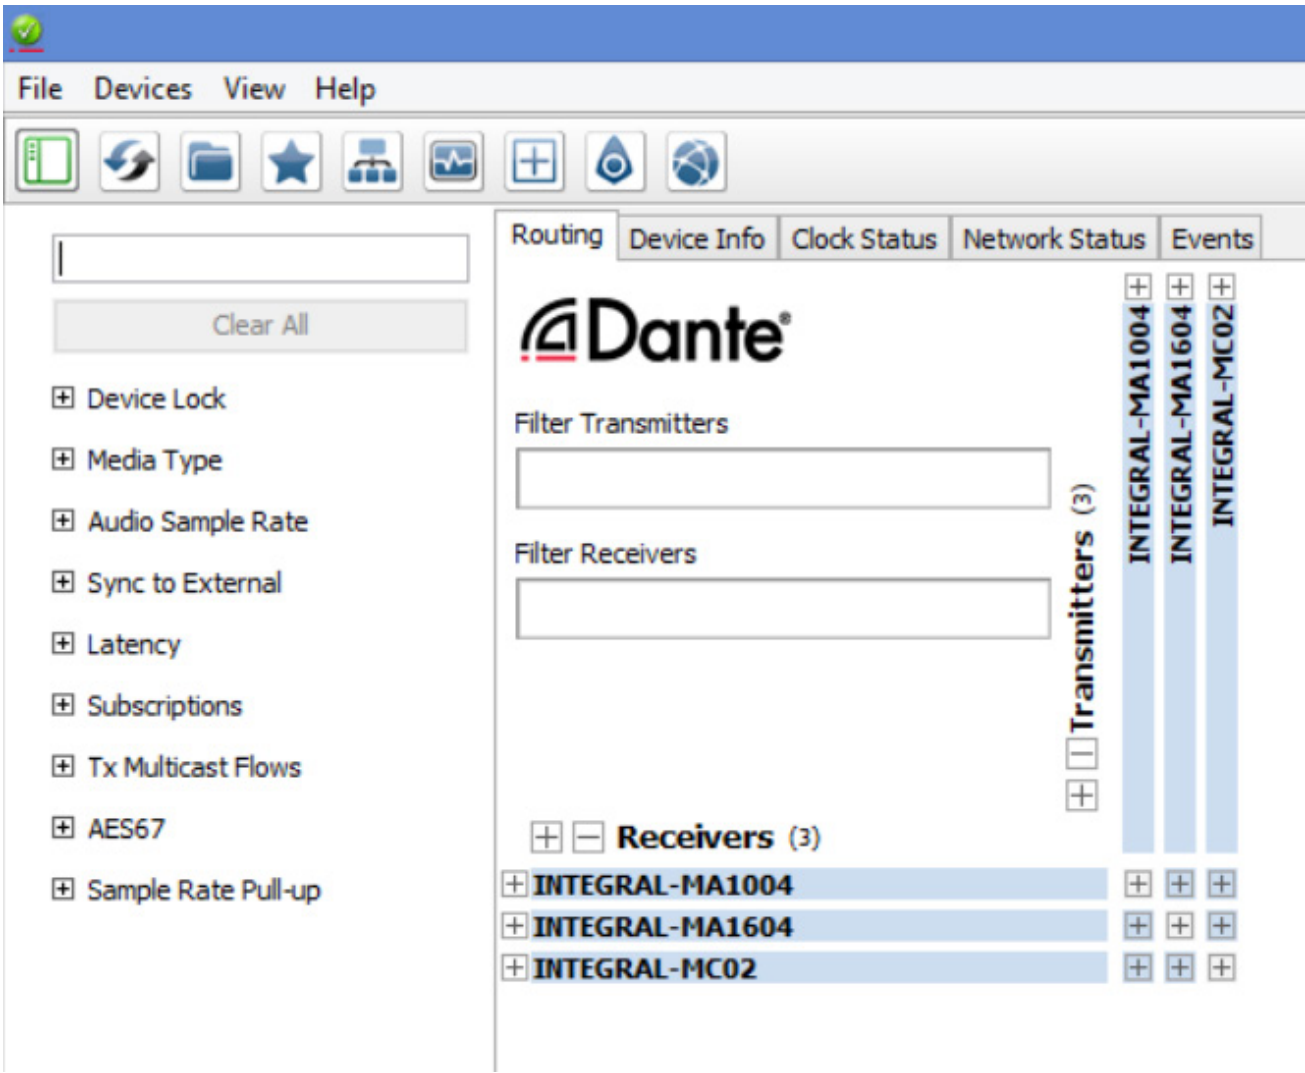 File Devices View Help
Clear All
Device Lock
Media Type
Audio Sample Rate
Sync to External
Latency
Subscriptions
Tx Multicast Flows
AES67
Sample Rate Pull-up
Routing Device Info Clock Status Network Status Events
Dante®
Filter Transmitters
Filter Receivers
Transmitters (3)
INTEGRAL-MA1004
INTEGRAL-MA1604
INTEGRAL-MC02
Receivers (3)
INTEGRAL-MA1004
INTEGRAL-MA1604
INTEGRAL-MC02